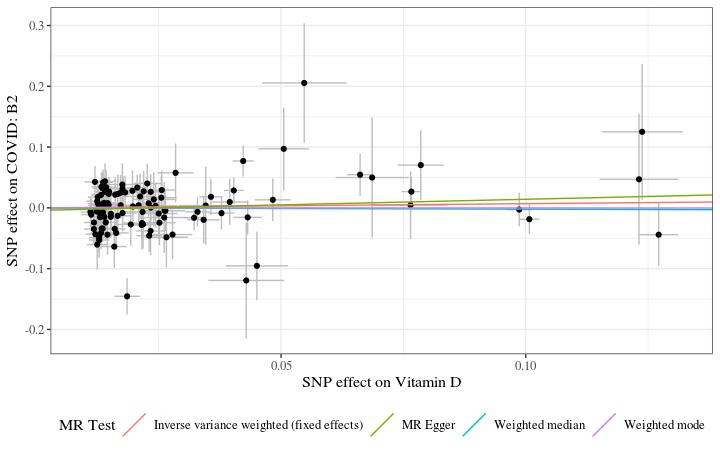 0.3
0.2
0.1
0.0
-0.1
-0.2
SNP effect on COVID: B2
0.05
0.10
SNP effect on Vitamin D
MR Test
Inverse variance weighted (fixed effects)
MR Egger
Weighted median
Weighted mode